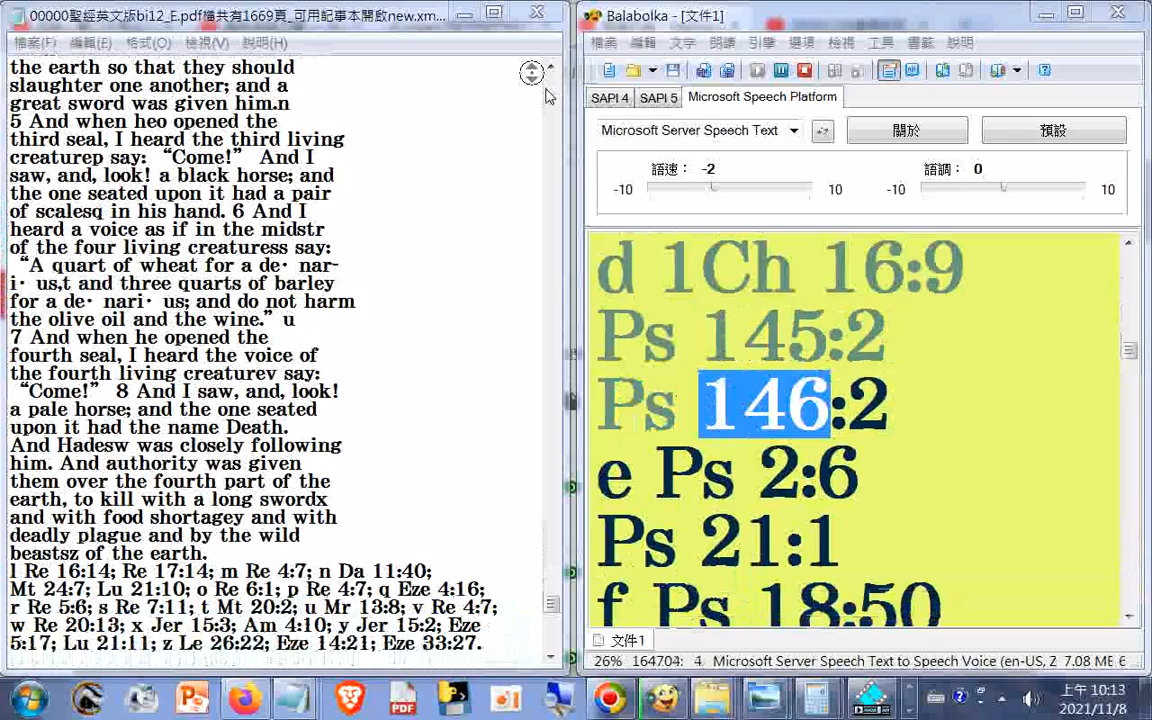 00000聖經英文版bi12_E.pdf檔共有1669頁_可用記事本開啟new.xm...
檔案(F) 編輯(E) 格式(O) 檢視(V) 說明(H)
the earth so that they should
slaughter one another; and a
great sword was given him.n
5 And when heo opened the
third seal, I heard the third living
creaturep say: “Come!” And I
saw, and, look! a black horse; and
the one seated upon it had a pair
of scalesq in his hand. 6 And I
heard a voice as if in the midstr
of the four living creaturess say:
“A quart of wheat for a de· nar-
i· us,t and three quarts of barley
for a de· nari· us; and do not harm
the olive oil and the wine.” u
7 And when he opened the
fourth seal, I heard the voice of
the fourth living creaturev say:
“Come!” 8 And I saw, and, look!
a pale horse; and the one seated
upon it had the name Death.
And Hadesw was closely following
him. And authority was given
them over the fourth part of the
earth, to kill with a long swordx
and with food shortagey and with
deadly plague and by the wild
beastsz of the earth.
l Re 16:14; Re 17:14; m Re 4:7; n Da 11:40;
Mt 24:7; Lu 21:10; o Re 6:1; p Re 4:7; q Eze 4:16;
r Re 5:6; s Re 7:11; t Mt 20:2; u Mr 13:8; v Re 4:7;
w Re 20:13; x Jer 15:3; Am 4:10; y Jer 15:2; Eze
5:17; Lu 21:11; z Le 26:22; Eze 14:21; Eze 33:27.
Balabolka - [文件1]
檔案 編輯 文字 朗讀 引擎 選項 檢視 工具 書籤 說明
SAPI 4 SAPI 5 Microsoft Speech Platform
Microsoft Server Speech Text 關於 預設
語速： -2 語調： 0
-10 10 -10 10
d 1Ch 16:9
Ps 145:2
Ps 146:2
e Ps 2:6
Ps 21:1
f Ps 18:50
文件1
26% 164704: 4 Microsoft Server Speech Text to Speech Voice (en-US, Z 7.08 MB 6
PDF
上午 10:13
2021/11/8